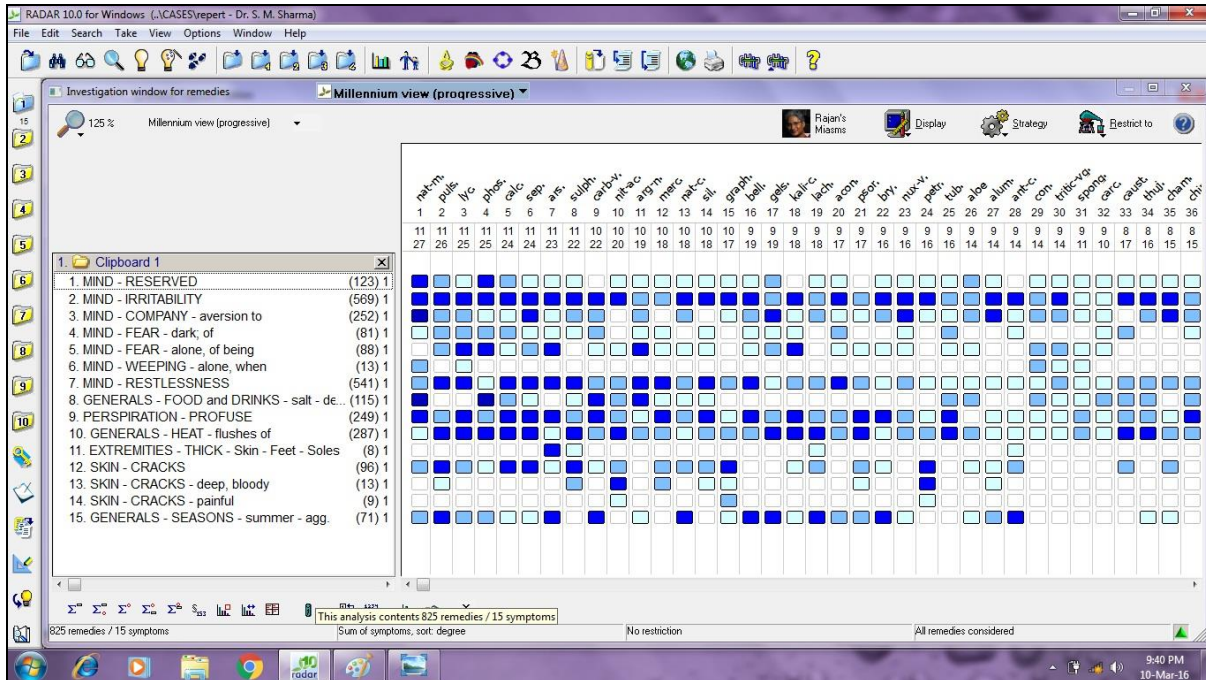 RADAR 10.0 for Windows (..\CASES\repert - Dr. S. M. Sharma)
File Edit Search Take View Options Window Help
Investigation window for remedies
Millennium view (progressive)
125 %
Millennium view (progressive)
Rajan's Miasms
Display
Strategy
Restrict to
nat-m. puls. lyc. phos. calc. sep. ars. sulph. carb-v. nit-ac. arg-n. merc. nat-c. sil. graph. bell. gels. kali-c. lach. acon. psor. bry. nux-v. petr. tub. aloe alum. ant-c. con. spong. carc. caust. thuj. cham.
1 2 3 4 5 6 7 8 9 10 11 12 13 14 15 16 17 18 19 20 21 22 23 24 25 26 27 28 29 30 31 32 33 34 35 36
11 11 11 11 11 11 11 11 10 10 10 10 10 10 10 9 9 9 9 9 9 9 9 9 9 9 9 9 9 9 9 9 8 8 8 8
27 26 25 25 24 24 23 22 22 20 19 18 18 18 17 19 19 18 18 17 17 16 16 16 16 14 14 14 14 14 11 10 17 16 15 15
1. Clipboard 1
1. MIND - RESERVED (123) 1
2. MIND - IRRITABILITY (569) 1
3. MIND - COMPANY - aversion to (252) 1
4. MIND - FEAR - dark; of (81) 1
5. MIND - FEAR - alone, of being (88) 1
6. MIND - WEEPING - alone, when (13) 1
7. MIND - RESTLESSNESS (541) 1
8. GENERALS - FOOD and DRINKS - salt - de... (115) 1
9. PERSPIRATION - PROFUSE (249) 1
10. GENERALS - HEAT - flushes of (287) 1
11. EXTREMITIES - THICK - Skin - Feet - Soles (8) 1
12. SKIN - CRACKS (96) 1
13. SKIN - CRACKS - deep, bloody (13) 1
14. SKIN - CRACKS - painful (9) 1
15. GENERALS - SEASONS - summer - agg. (71) 1
1
15
2
3
4
5
6
7
8
9
10
This analysis contents 825 remedies / 15 symptoms
825 remedies / 15 symptoms
Sum of symptoms, sort: degree
No restriction
All remedies considered
radar
9:40 PM
10-Mar-16